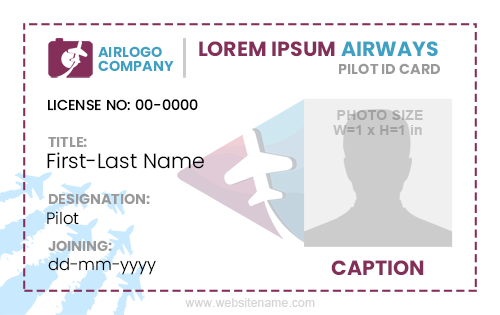 AIRLOGO
COMPANY
LOREM IPSUM AIRWAYS
PILOT ID CARD
LICENSE NO: 00-0000
PHOTO SIZE
W=1 x H=1 in
TITLE:
First-Last Name
DESIGNATION:
Pilot
JOINING:
dd-mm-yyyy
CAPTION
www.websitename.com